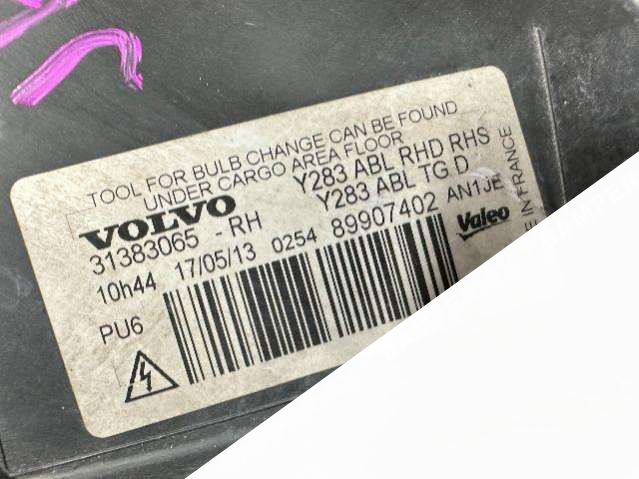 TOOL FOR BULB CHANGE CAN BE FOUND
UNDER CARGO AREA FLOOR
VOLVO Y283 ABL RHD RHS
31383065 - RH Y283 ABL TG D
10h44 17/05/13 0254 89907402 AN1JE
PU6
Valeo
IN FRANCE